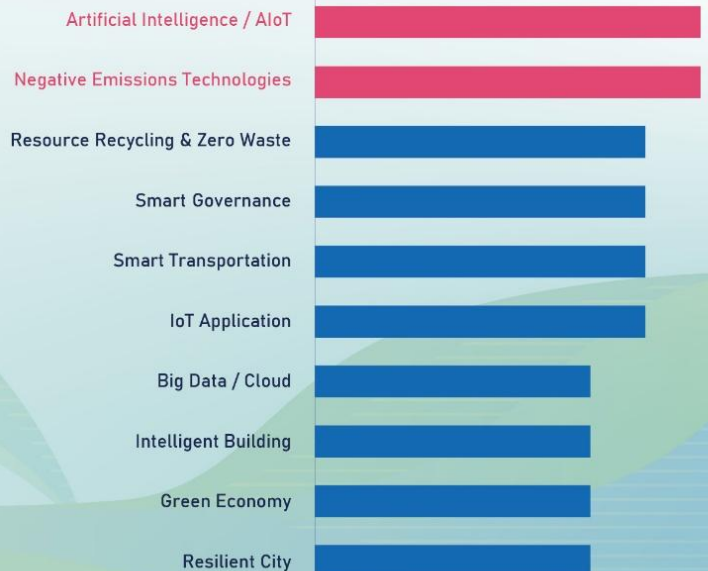 Artificial Intelligence / AIoT
Negative Emissions Technologies
Resource Recycling & Zero Waste
Smart Governance
Smart Transportation
IoT Application
Big Data / Cloud
Intelligent Building
Green Economy
Resilient City